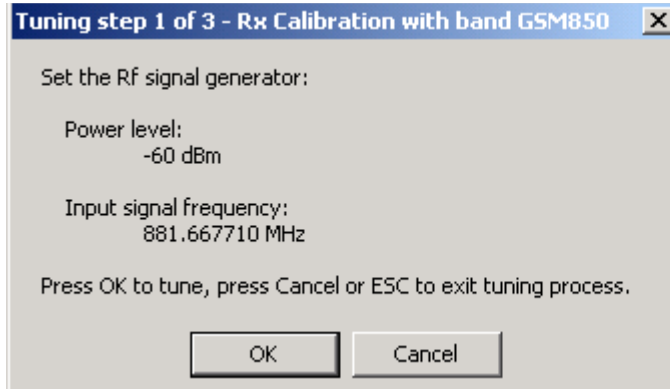 Tuning step 1 of 3 - Rx Calibration with band GSM850
Set the Rf signal generator:
Power level:
-60 dBm
Input signal frequency:
881.667710 MHz
Press OK to tune, press Cancel or ESC to exit tuning process.
OK
Cancel